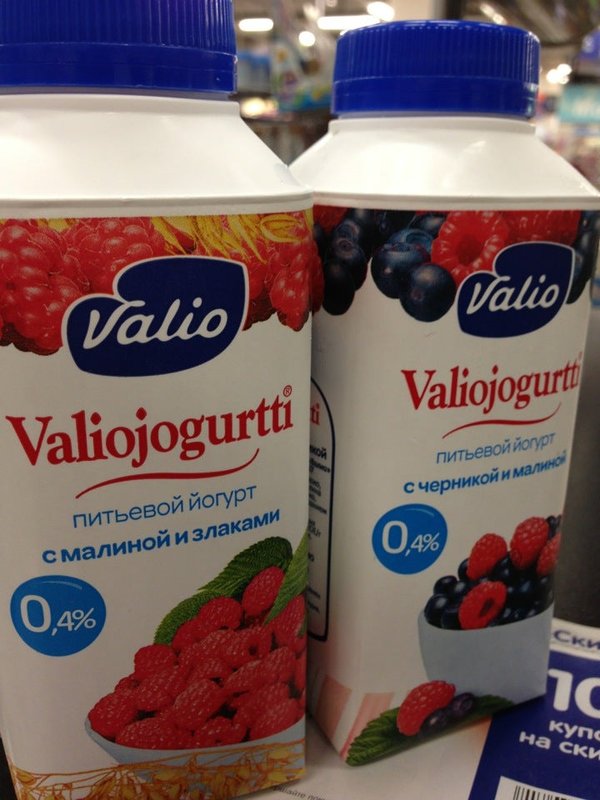 Valio
Valiojogurtti®
питьевой йогурт
с малиной и злаками
0,4%
Valio
Valiojogurtti
питьевой йогурт
с черникой и малиной
0,4%
ски
10
купо
на ски